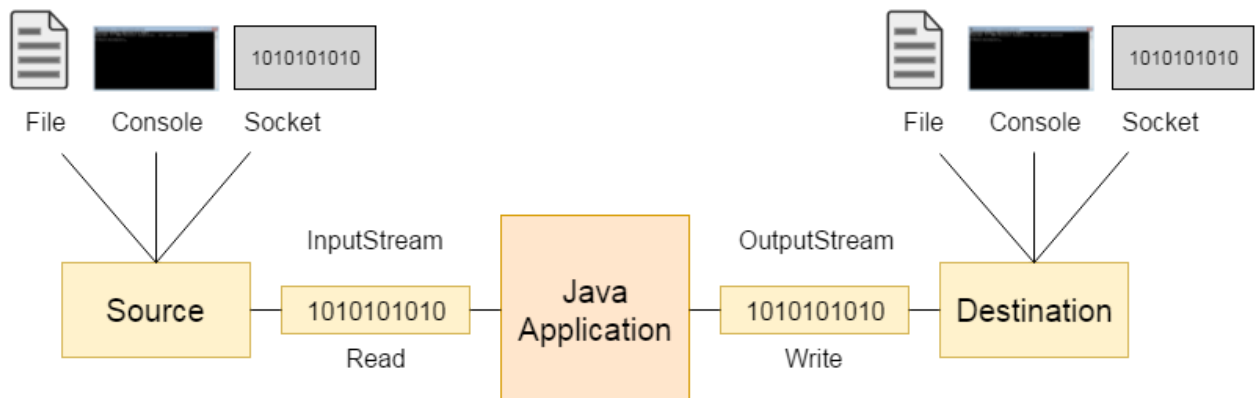 1010101010
1010101010
File Console Socket
File Console Socket
InputStream
OutputStream
Source
1010101010
Java
Application
1010101010
Destination
Read
Write